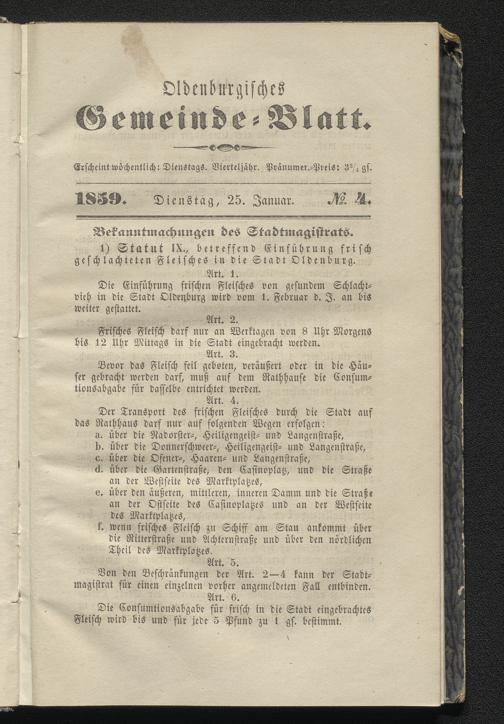 Oldenburgisches
Gemeinde-Blatt.
Erscheint wöchentlich: Dienstags. Vierteljähr. Pränumer.-Preis: 3¾ gs.
1859. Dienstag, 25. Januar. № 4.
Bekanntmachungen des Stadtmagistrats.
1) Statut IX., betreffend Einführung frisch
geschlachteten Fleisches in die Stadt Oldenburg.
Art. 1.
Die Einführung frischen Fleisches von gesundem Schlacht-
vieh in die Stadt Oldenburg wird vom 1. Februar d. J. an bis
weiter gestattet.
Art. 2.
Frisches Fleisch darf nur an Werktagen von 8 Uhr Morgens
bis 12 Uhr Mittags in die Stadt eingebracht werden.
Art. 3.
Bevor das Fleisch feil geboten, veräußert oder in die Häu-
ser gebracht werden darf, muß auf dem Rathhause die Consum-
tionsabgabe für dasselbe entrichtet werden.
Art. 4.
Der Transport des frischen Fleisches durch die Stadt auf
das Rathhaus darf nur auf folgenden Wegen erfolgen:
a. über die Nadorster-, Heiligengeist- und Langenstraße,
b. über die Donnerschweer-, Heiligengeist- und Langenstraße,
c. über die Ofener-, Haaren- und Langenstraße,
d. über die Gartenstraße, den Casinoplatz, und die Straße
an der Westseite des Marktplatzes,
e. über den äußeren, mittleren, inneren Damm und die Straße
an der Ostseite des Casinoplatzes und an der Westseite
des Marktplatzes,
f. wenn frisches Fleisch zu Schiff am Stau ankommt über
die Ritterstraße und Achternstraße und über den nördlichen
Theil des Marktplatzes.
Art. 5.
Von den Beschränkungen der Art. 2—4 kann der Stadt-
magistrat für einen einzelnen vorher angemeldeten Fall entbinden.
Art. 6.
Die Consumtionsabgabe für frisch in die Stadt eingebrachtes
Fleisch wird bis und für jede 5 Pfund zu 1 gs. bestimmt.